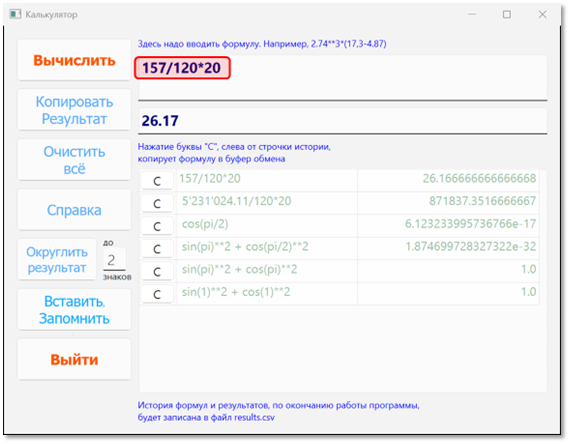 Калькулятор
Здесь надо вводить формулу. Например, 2.74**3*(17,3-4.87)
Вычислить
157/120*20
Копировать
Результат
26.17
Очистить
всё
Нажатие буквы "С", слева от строчки истории,
копирует формулу в буфер обмена
C 157/120*20 26.166666666666668
C 5'231'024.11/120*20 871837.3516666667
Справка
C cos(pi/2) 6.123233995736766e-17
C sin(pi)**2 + cos(pi/2)**2 1.874699728327322e-32
Округлить
результат
до
2
знаков
C sin(pi)**2 + cos(pi)**2 1.0
C sin(1)**2 + cos(1)**2 1.0
Вставить.
Запомнить
Выйти
История формул и результатов, по окончанию работы программы,
будет записана в файл results.csv